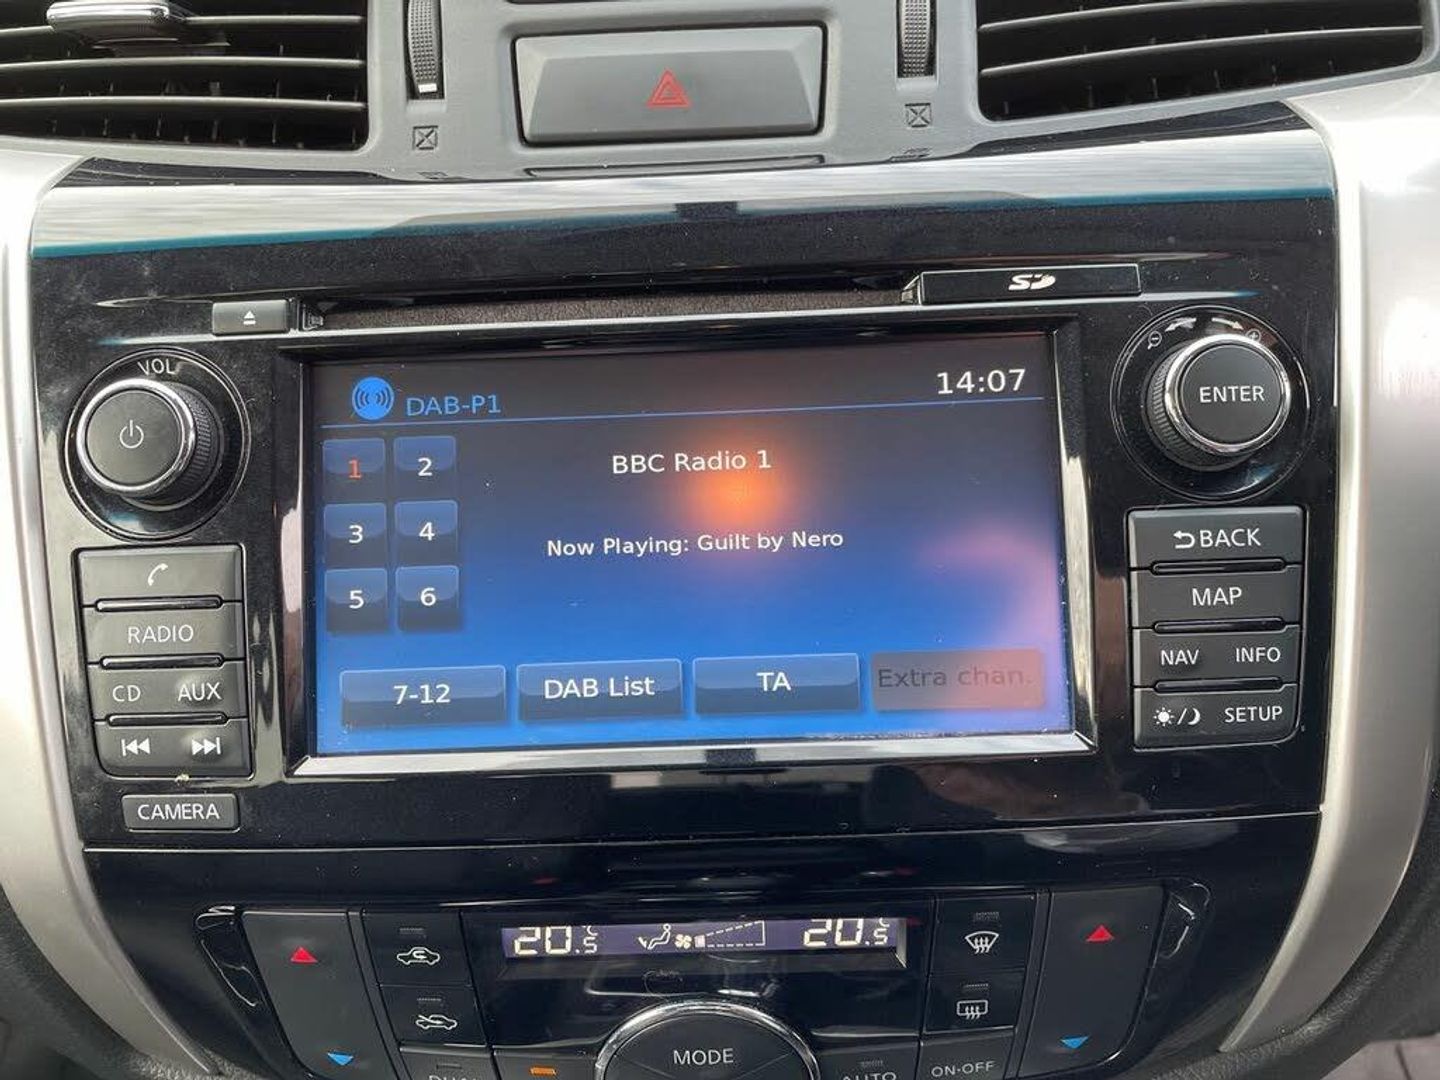 SD
VOL
DAB-P1
14:07
ENTER
1
2
BBC Radio 1
3
4
Now Playing: Guilt by Nero
BACK
5
6
MAP
RADIO
NAV INFO
CD AUX
7-12
DAB List
TA
Extra chan.
SETUP
CAMERA
20.5°C
20.5°C
MODE
AUTO
ON-OFF